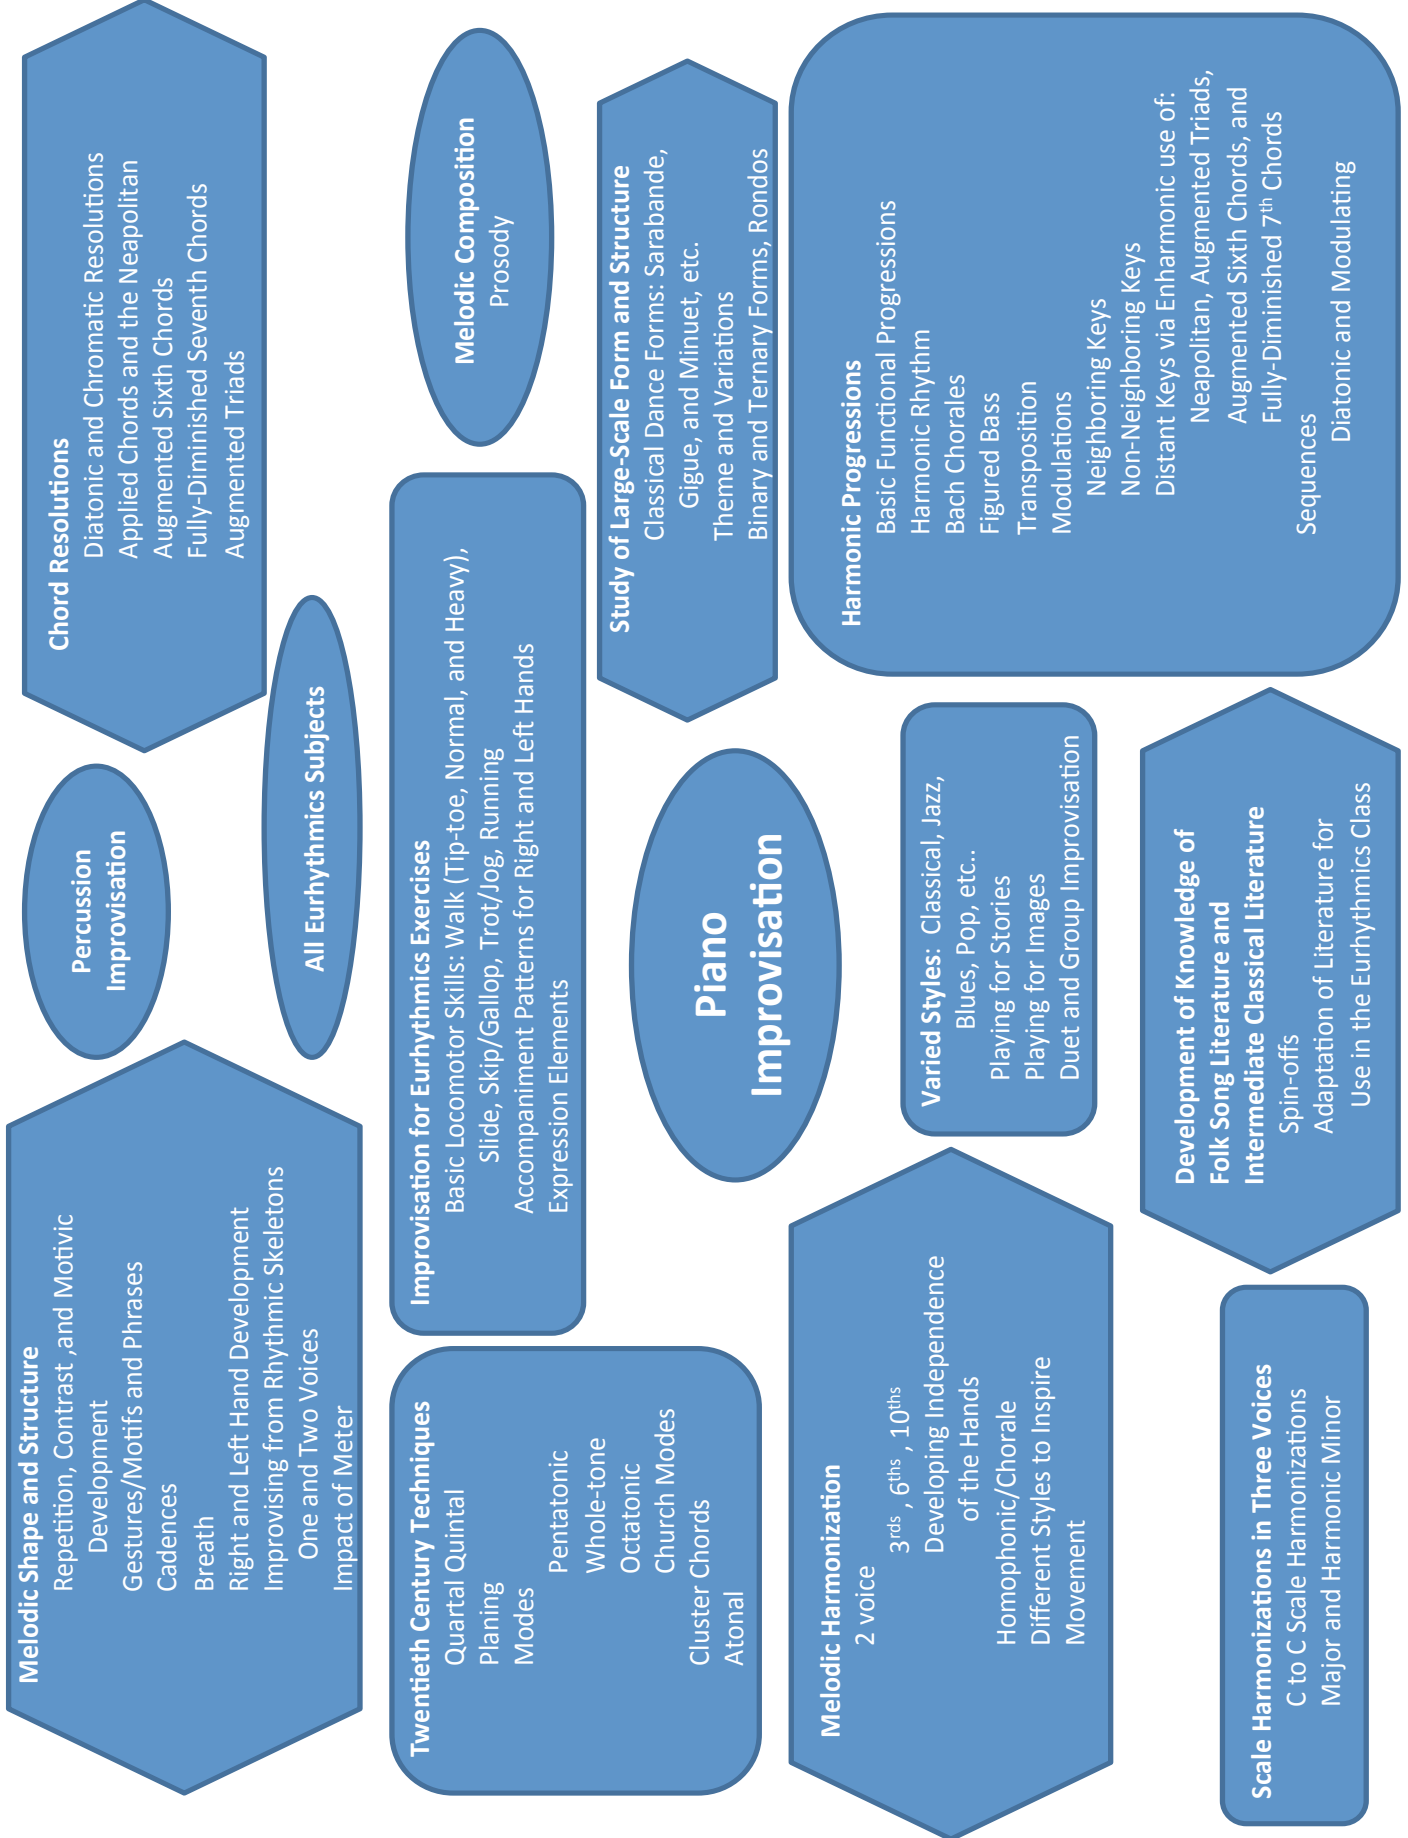 Melodic Shape and Structure
Repetition, Contrast ,and Motivic
Development
Gestures/Motifs and Phrases
Cadences
Breath
Right and Left Hand Development
Improvising from Rhythmic Skeletons
One and Two Voices
Impact of Meter
Percussion
Improvisation
Chord Resolutions
Diatonic and Chromatic Resolutions
Applied Chords and the Neapolitan
Augmented Sixth Chords
Fully-Diminished Seventh Chords
Augmented Triads
All Eurhythmics Subjects
Twentieth Century Techniques
Quartal Quintal
Planing
Modes
Pentatonic
Whole-tone
Octatonic
Church Modes
Cluster Chords
Atonal
Improvisation for Eurhythmics Exercises
Basic Locomotor Skills: Walk (Tip-toe, Normal, and Heavy),
Slide, Skip/Gallop, Trot/Jog, Running
Accompaniment Patterns for Right and Left Hands
Expression Elements
Melodic Composition
Prosody
Piano
Improvisation
Study of Large-Scale Form and Structure
Classical Dance Forms: Sarabande,
Gigue, and Minuet, etc.
Theme and Variations
Binary and Ternary Forms, Rondos
Melodic Harmonization
2 voice
3rds , 6ths , 10ths
Developing Independence
of the Hands
Homophonic/Chorale
Different Styles to Inspire
Movement
Varied Styles: Classical, Jazz,
Blues, Pop, etc..
Playing for Stories
Playing for Images
Duet and Group Improvisation
Harmonic Progressions
Basic Functional Progressions
Harmonic Rhythm
Bach Chorales
Figured Bass
Transposition
Modulations
Neighboring Keys
Non-Neighboring Keys
Distant Keys via Enharmonic use of:
Neapolitan, Augmented Triads,
Augmented Sixth Chords, and
Fully-Diminished 7th Chords
Sequences
Diatonic and Modulating
Scale Harmonizations in Three Voices
C to C Scale Harmonizations
Major and Harmonic Minor
Development of Knowledge of
Folk Song Literature and
Intermediate Classical Literature
Spin-offs
Adaptation of Literature for
Use in the Eurhythmics Class